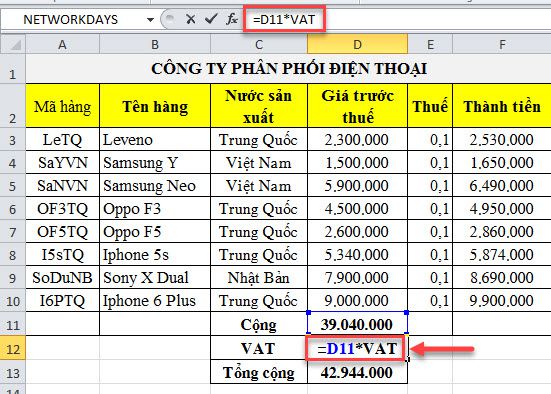 NETWORKDAYS fx =D11*VAT
A B C D E F
1 CÔNG TY PHÂN PHỐI ĐIỆN THOẠI
2 Mã hàng Tên hàng Nước sản xuất Giá trước thuế Thuế Thành tiền
3 LeTQ Leveno Trung Quốc 2,300,000 0,1 2,530,000
4 SaYVN Samsung Y Việt Nam 1,500,000 0,1 1,650,000
5 SaNVN Samsung Neo Việt Nam 5,900,000 0,1 6,490,000
6 OF3TQ Oppo F3 Trung Quốc 4,500,000 0,1 4,950,000
7 OF5TQ Oppo F5 Trung Quốc 2,600,000 0,1 2,860,000
8 I5sTQ Iphone 5s Trung Quốc 5,340,000 0,1 5,874,000
9 SoDuNB Sony X Dual Nhật Bản 7,900,000 0,1 8,690,000
10 I6PTQ Iphone 6 Plus Trung Quốc 9,000,000 0,1 9,900,000
11 Cộng 39.040.000
12 VAT =D11*VAT
13 Tổng cộng 42.944.000